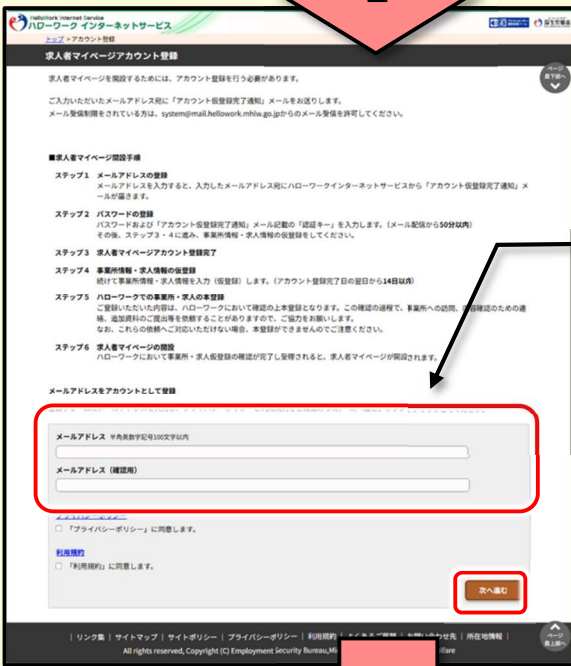 HelloWork Internet Service
ハローワーク インターネットサービス
厚生労働省
トップ > アカウント登録
求人者マイページアカウント登録
ページ
最下部へ
求人者マイページを開設するためには、アカウント登録を行う必要があります。
ご入力いただいたメールアドレス宛に「アカウント仮登録完了通知」メールをお送りします。
メール受信制限をされている方は、system@mail.hellowork.mhlw.go.jpからのメール受信を許可してください。
■求人者マイページ開設手順
ステップ1 メールアドレスの登録
メールアドレスを入力すると、入力したメールアドレス宛にハローワークインターネットサービスから「アカウント仮登録完了通知」メ
ールが届きます。
ステップ2 パスワードの登録
パスワードおよび「アカウント仮登録完了通知」メール記載の「認証キー」を入力します。(メール配信から50分以内)
その後、ステップ3・4に進み、事業所情報・求人情報の仮登録をしてください。
ステップ3 求人者マイページアカウント登録完了
ステップ4 事業所情報・求人情報の仮登録
続けて事業所情報・求人情報を入力(仮登録)します。(アカウント登録完了日の翌日から14日以内)
ステップ5 ハローワークでの事業所・求人の本登録
ご登録いただいた内容は、ハローワークにおいて確認の上本登録となります。この確認の過程で、事業所への訪問、内容確認のための連
絡、追加資料のご提出等を依頼することがありますので、ご協力をお願いします。
なお、これらの依頼へご対応いただけない場合、本登録ができませんのでご注意ください。
ステップ6 求人者マイページの開設
ハローワークにおいて事業所・求人仮登録の確認が完了し受理されると、求人者マイページが開設されます。
メールアドレスをアカウントとして登録
メールアドレス 半角英数字記号100文字以内
メールアドレス(確認用)
プライバシーポリシー
「プライバシーポリシー」に同意します。
利用規約
「利用規約」に同意します。
次へ進む
| リンク集 | サイトマップ | サイトポリシー | プライバシーポリシー | 利用規約 | よくあるご質問 | お問い合わせ先 | 所在地情報 |
All rights reserved, Copyright (C) Employment Security Bureau, Mi lfare
ページ
最上部へ